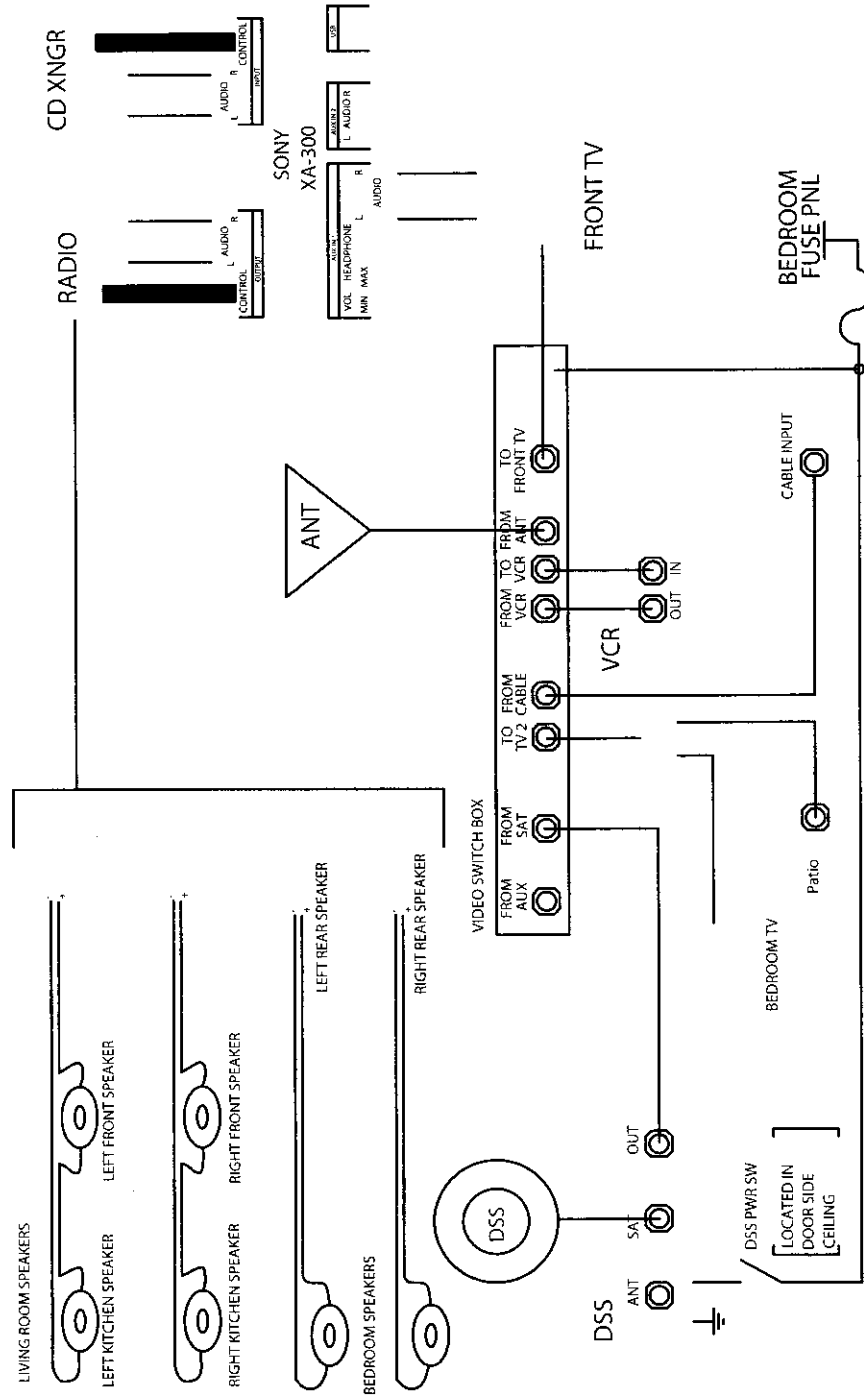 LIVING ROOM SPEAKERS
LEFT KITCHEN SPEAKER
LEFT FRONT SPEAKER
-
+
RIGHT KITCHEN SPEAKER
RIGHT FRONT SPEAKER
-
+
LEFT REAR SPEAKER
-
+
BEDROOM SPEAKERS
RIGHT REAR SPEAKER
-
+
RADIO
CONTROL
L AUDIO R
OUTPUT
CD XNGR
L AUDIO R
CONTROL
INPUT
SONY
XA-300
AUX IN 1
VOL HEADPHONE
MIN MAX
L R
AUDIO
AUX IN 2
L AUDIO R
USB
ANT
VIDEO SWITCH BOX
FROM
AUX
FROM
SAT
TO
TV 2
FROM
CABLE
FROM
VCR
TO
VCR
FROM
ANT
TO
FRONT TV
FRONT TV
VCR
OUT
IN
DSS
DSS
ANT
SAT
OUT
DSS PWR SW
LOCATED IN
DOOR SIDE
CEILING
BEDROOM TV
Patio
CABLE INPUT
BEDROOM
FUSE PNL